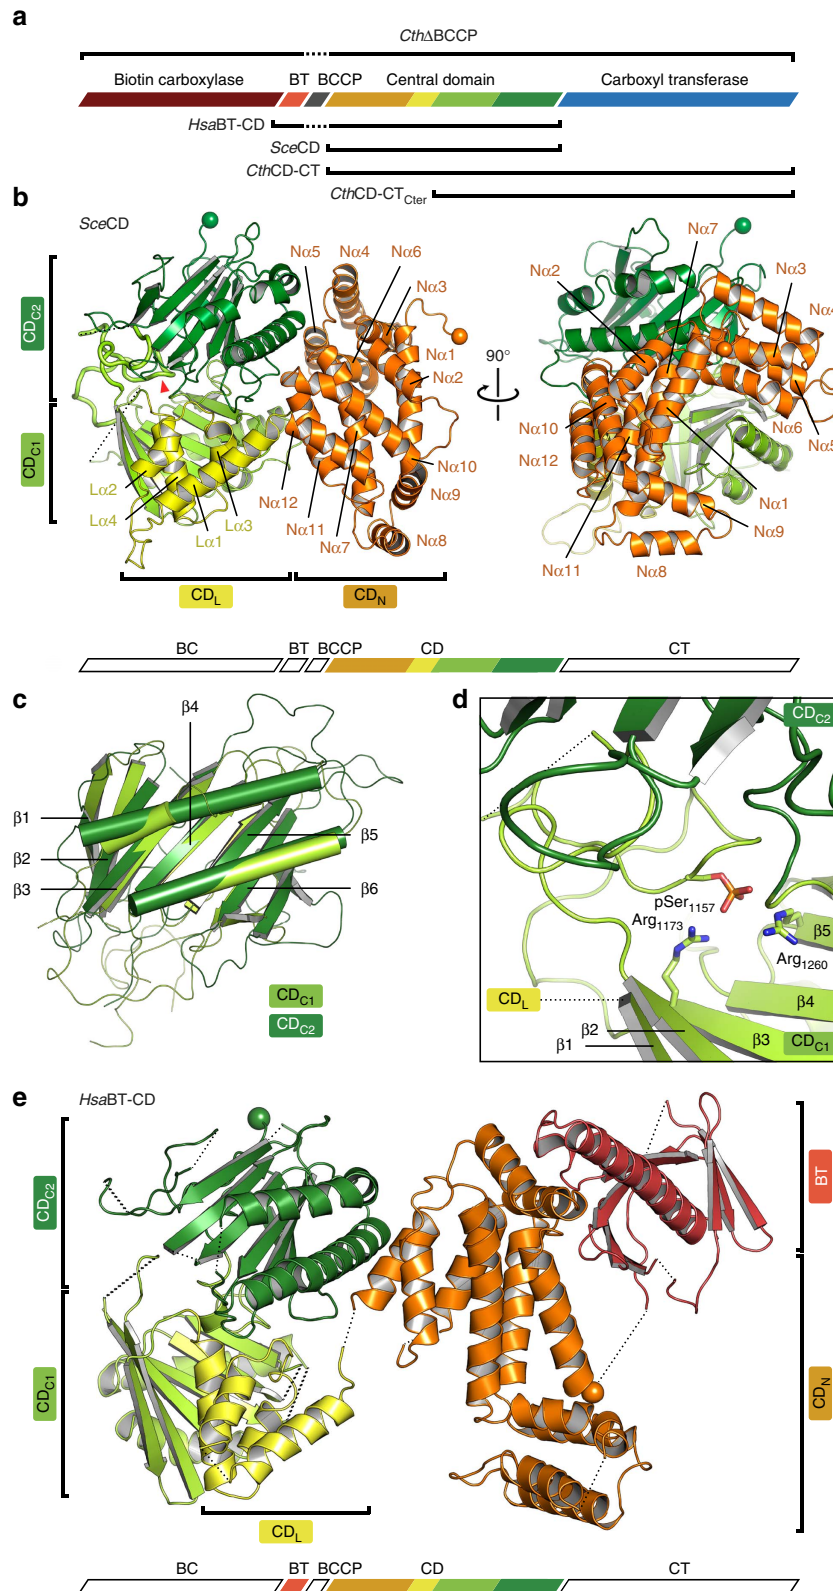 a
CthΔBCCP
Biotin carboxylase BT BCCP Central domain Carboxyl transferase
HsaBT-CD
SceCD
CthCD-CT
CthCD-CTCter
b
SceCD
Nα5 Nα4 Nα6
Nα3
Nα1
Nα2
Nα10
Nα9
Nα8
Nα7
Nα11
Nα12
Lα2
Lα4
Lα1
Lα3
CDC2
CDC1
CDL
CDN
90°
Nα7
Nα2
Nα3
Nα4
Nα10
Nα12
Nα6
Nα5
Nα1
Nα9
Nα11
Nα8
BC BT BCCP CD CT
c
β4
β1
β2
β3
β5
β6
CDC1
CDC2
d
CDC2
pSer1157
Arg1173
Arg1260
β5
β4
CDL
β2
β1
β3
CDC1
e
HsaBT-CD
CDC2
CDC1
CDL
BT
CDN
BC BT BCCP CD CT